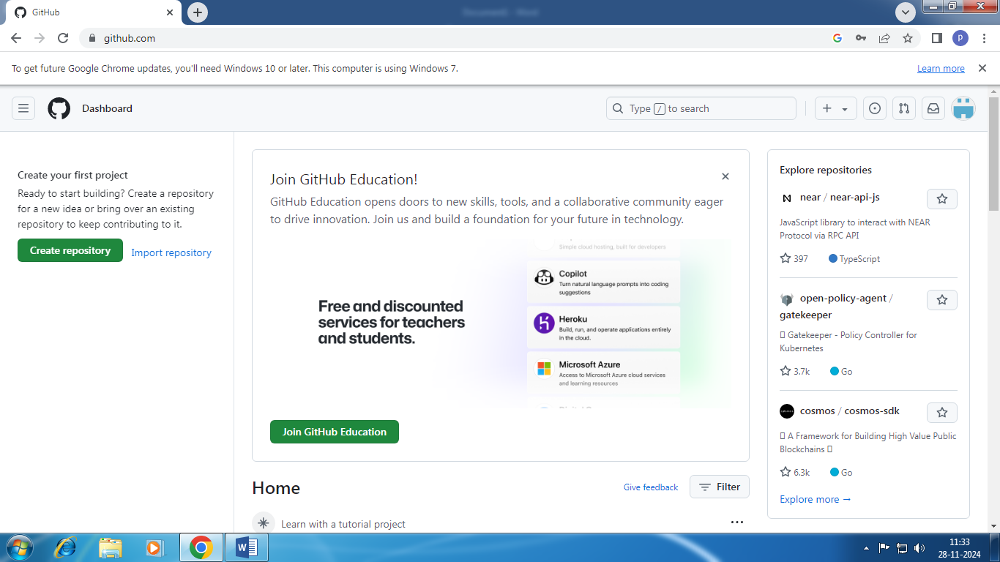 GitHub
Document1 - Word
github.com
P
To get future Google Chrome updates, you'll need Windows 10 or later. This computer is using Windows 7.
Learn more
Dashboard
Type / to search
Create your first project
Ready to start building? Create a repository
for a new idea or bring over an existing
repository to keep contributing to it.
Create repository
Import repository
Join GitHub Education!
GitHub Education opens doors to new skills, tools, and a collaborative community eager
to drive innovation. Join us and build a foundation for your future in technology.
Free and discounted
services for teachers
and students.
Simple cloud hosting, built for developers
Copilot
Turn natural language prompts into coding
suggestions
Heroku
Build, run, and operate applications entirely
in the cloud.
Microsoft Azure
Access to Microsoft Azure cloud services
and learning resources
Join GitHub Education
Home
Give feedback
Filter
Learn with a tutorial project
Explore repositories
near / near-api-js
JavaScript library to interact with NEAR
Protocol via RPC API
397
TypeScript
open-policy-agent /
gatekeeper
Gatekeeper - Policy Controller for
Kubernetes
3.7k
Go
cosmos / cosmos-sdk
A Framework for Building High Value Public
Blockchains
6.3k
Go
Explore more →
11:33
28-11-2024